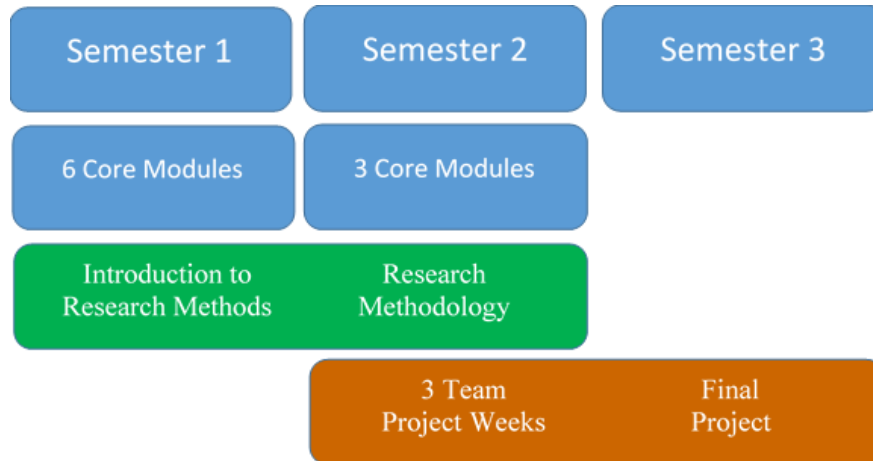 Semester 1
Semester 2
Semester 3
6 Core Modules
3 Core Modules
Introduction to
Research Methods
Research
Methodology
3 Team
Project Weeks
Final
Project